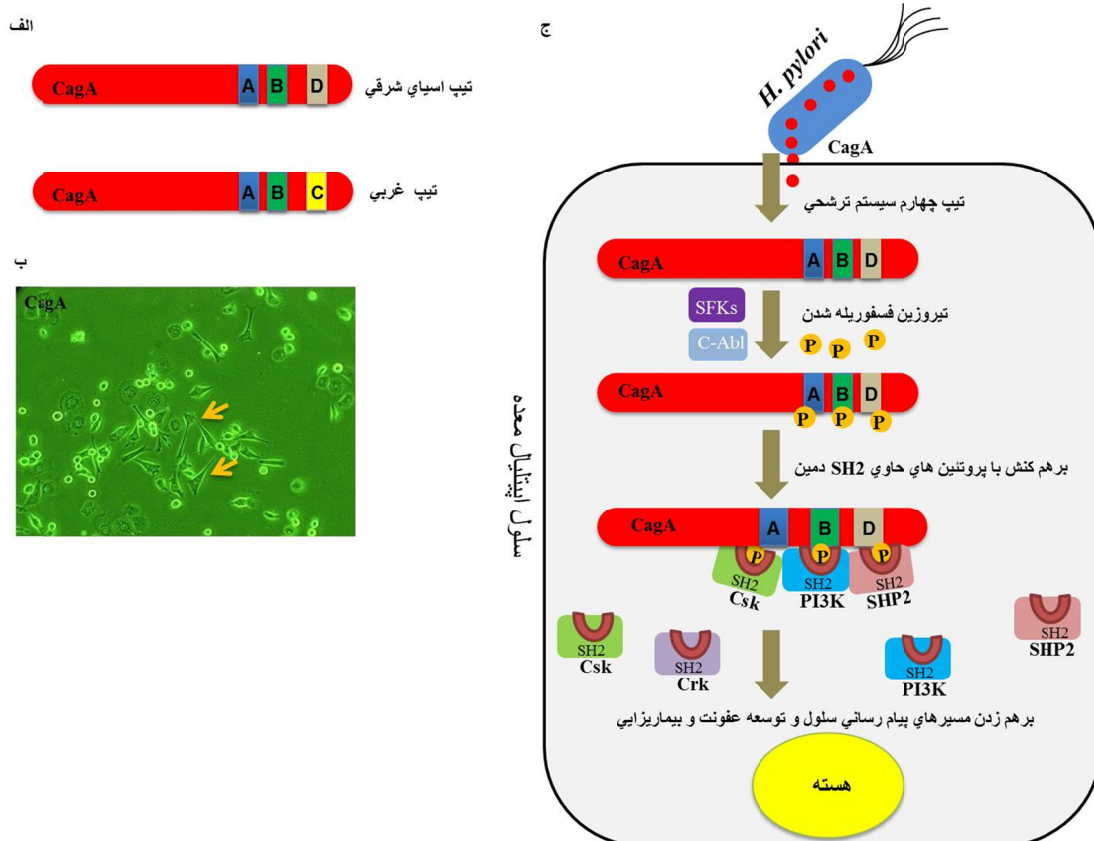 الف
CagA A B D تيپ اسياي شرقي
CagA A B C تيپ غربي
ب
CagA
ج
H. pylori
CagA
تيپ چهارم سيستم ترشحي
CagA A B D
SFKs
C-Abl
تيروزين فسفوريله شدن
P P P
CagA A B D
P P P
برهم كنش با پروتئين هاي حاوي SH2 دمين
CagA A B D
P P P
SH2 SH2 SH2
Csk PI3K SHP2
SH2 Csk
SH2 Crk
SH2 PI3K
SH2 SHP2
برهم زدن مسيرهاي پيام رساني سلول و توسعه عفونت و بيماريزايي
هسته
سلول اپيتليال معده